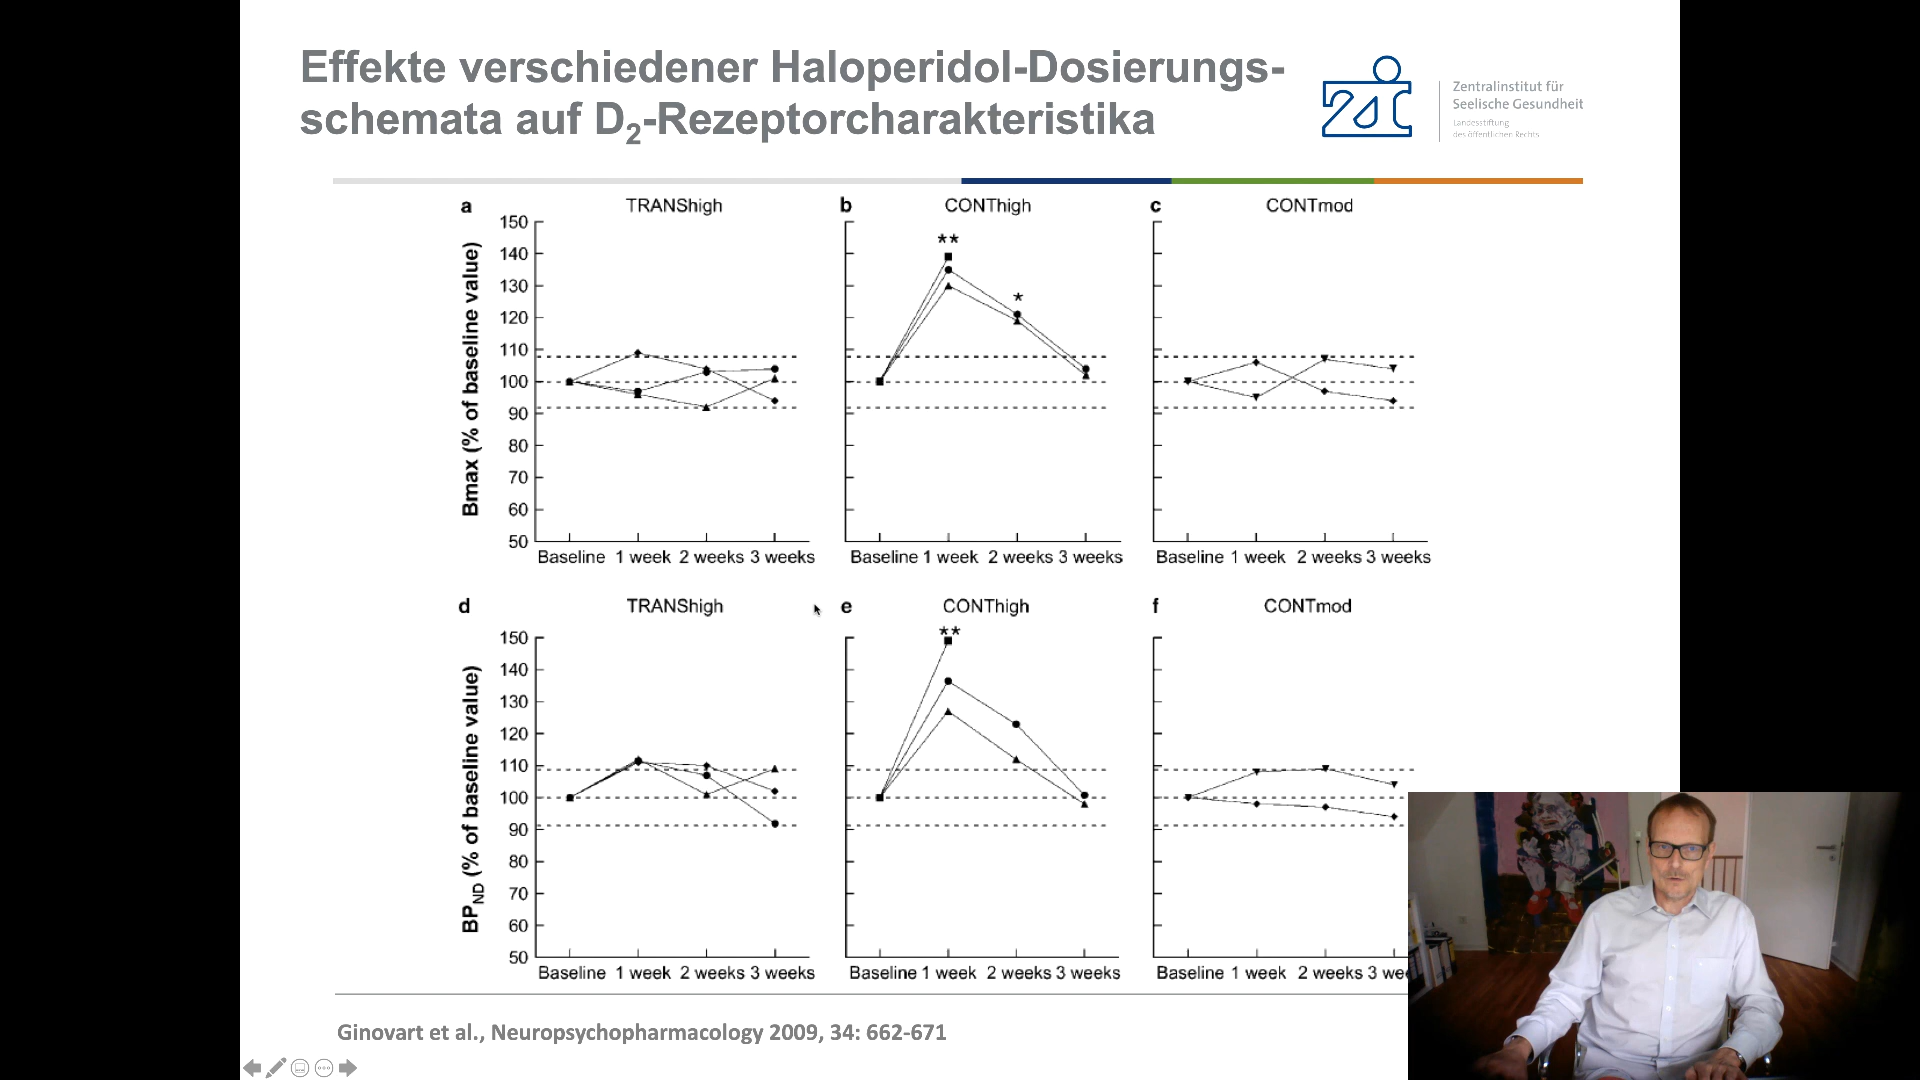 Effekte verschiedener Haloperidol-Dosierungs-
schemata auf D2-Rezeptorcharakteristika
Zentralinstitut für
Seelische Gesundheit
Landesstiftung
des öffentlichen Rechts
a TRANShigh
b CONThigh
c CONTmod
Bmax (% of baseline value)
150
140
130
120
110
100
90
80
70
60
50
**
*
Baseline 1 week 2 weeks 3 weeks
Baseline 1 week 2 weeks 3 weeks
Baseline 1 week 2 weeks 3 weeks
d TRANShigh
e CONThigh
f CONTmod
BPND (% of baseline value)
150
140
130
120
110
100
90
80
70
60
50
**
Baseline 1 week 2 weeks 3 weeks
Baseline 1 week 2 weeks 3 weeks
Baseline 1 week 2 weeks 3 we
Ginovart et al., Neuropsychopharmacology 2009, 34: 662-671